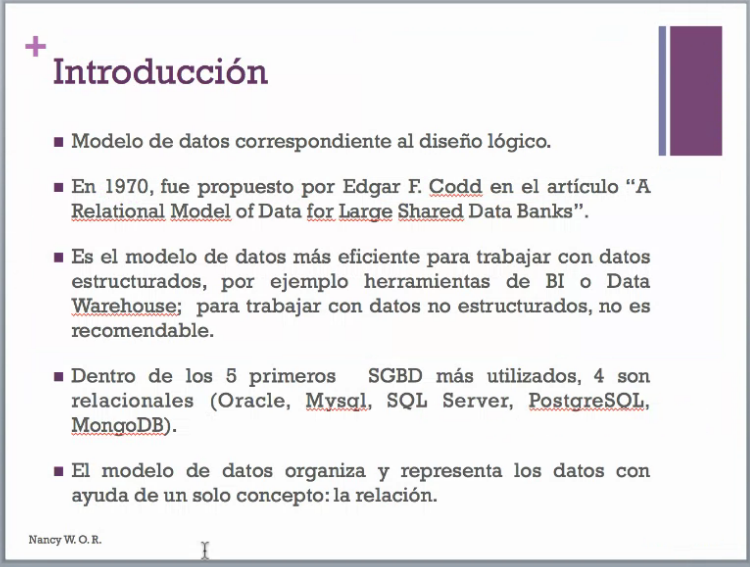 +
Introducción
■ Modelo de datos correspondiente al diseño lógico.
■ En 1970, fue propuesto por Edgar F. Codd en el artículo “A
Relational Model of Data for Large Shared Data Banks”.
■ Es el modelo de datos más eficiente para trabajar con datos
estructurados, por ejemplo herramientas de BI o Data
Warehouse; para trabajar con datos no estructurados, no es
recomendable.
■ Dentro de los 5 primeros SGBD más utilizados, 4 son
relacionales (Oracle, Mysql, SQL Server, PostgreSQL,
MongoDB).
■ El modelo de datos organiza y representa los datos con
ayuda de un solo concepto: la relación.
Nancy W. O. R.